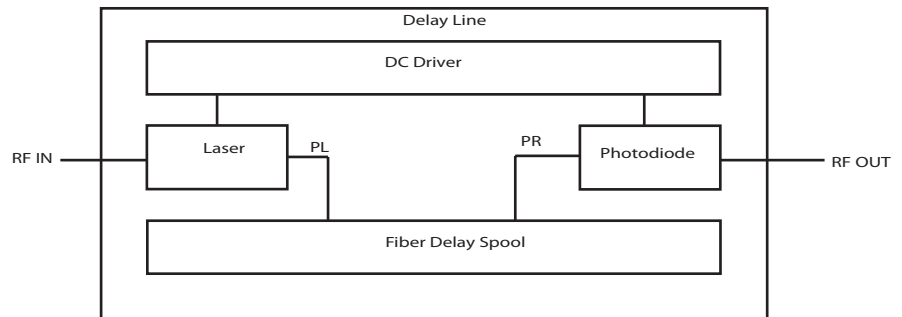 Delay Line
DC Driver
Laser
PL
PR
Photodiode
RF IN
RF OUT
Fiber Delay Spool